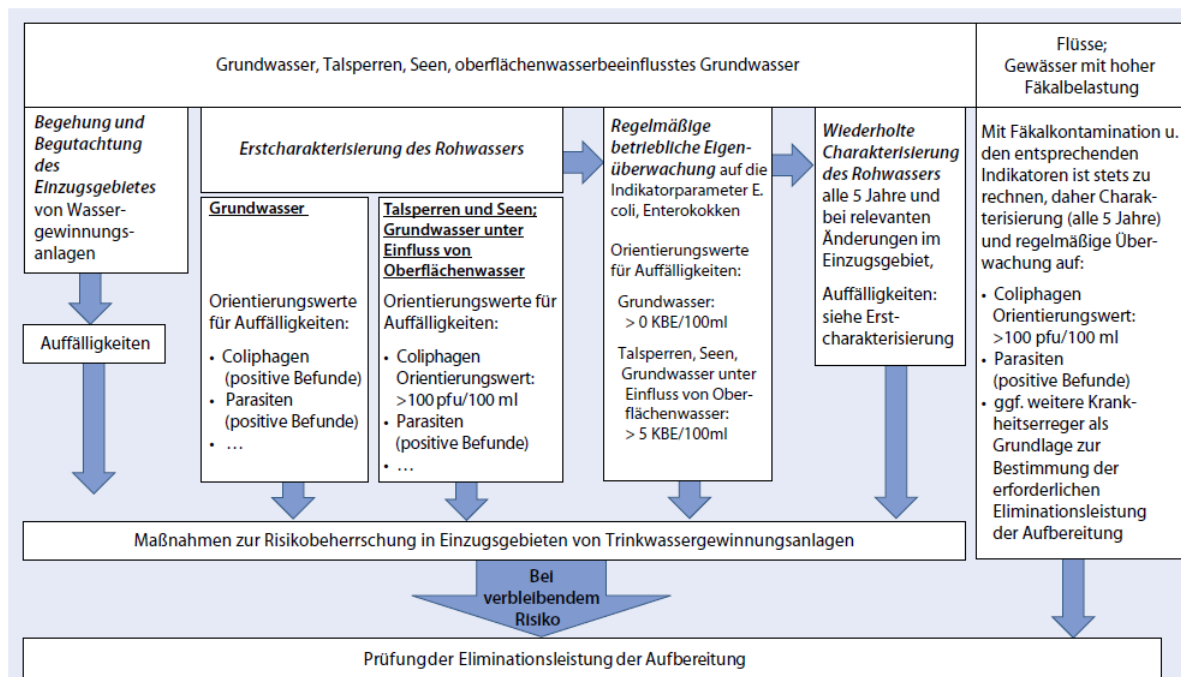 Grundwasser, Talsperren, Seen, oberflächenwasserbeeinflusstes Grundwasser
Flüsse;
Gewässer mit hoher
Fäkalbelastung
Begehung und
Begutachtung des
Einzugsgebietes
von Wasser-
gewinnungs-
anlagen
Auffälligkeiten
Erstcharakterisierung des Rohwassers
Grundwasser
Orientierungswerte
für Auffälligkeiten:
• Coliphagen
(positive Befunde)
• Parasiten
(positive Befunde)
• …
Talsperren und Seen;
Grundwasser unter
Einfluss von
Oberflächenwasser
Orientierungswerte für
Auffälligkeiten:
• Coliphagen
Orientierungswert:
>100 pfu/100 ml
• Parasiten
(positive Befunde)
• …
Regelmäßige
betriebliche Eigen-
überwachung auf die
Indikatorparameter E.
coli, Enterokokken
Orientierungswerte
für Auffälligkeiten:
Grundwasser:
> 0 KBE/100ml
Talsperren, Seen,
Grundwasser unter
Einfluss von Ober-
flächenwasser:
> 5 KBE/100ml
Wiederholte
Charakterisierung
des Rohwassers
alle 5 Jahre und
bei relevanten
Änderungen im
Einzugsgebiet,
Auffälligkeiten:
siehe Erst-
charakterisierung
Mit Fäkalkontamination u.
den entsprechenden
Indikatoren ist stets zu
rechnen, daher Charak-
terisierung (alle 5 Jahre)
und regelmäßige Über-
wachung auf:
• Coliphagen
Orientierungswert:
>100 pfu/100 ml
• Parasiten
(positive Befunde)
• ggf. weitere Krank-
heitserreger als
Grundlage zur
Bestimmung der
erforderlichen
Eliminationsleistung
der Aufbereitung
Maßnahmen zur Risikobeherrschung in Einzugsgebieten von Trinkwassergewinnungsanlagen
Bei
verbleibendem
Risiko
Prüfung der Eliminationsleistung der Aufbereitung